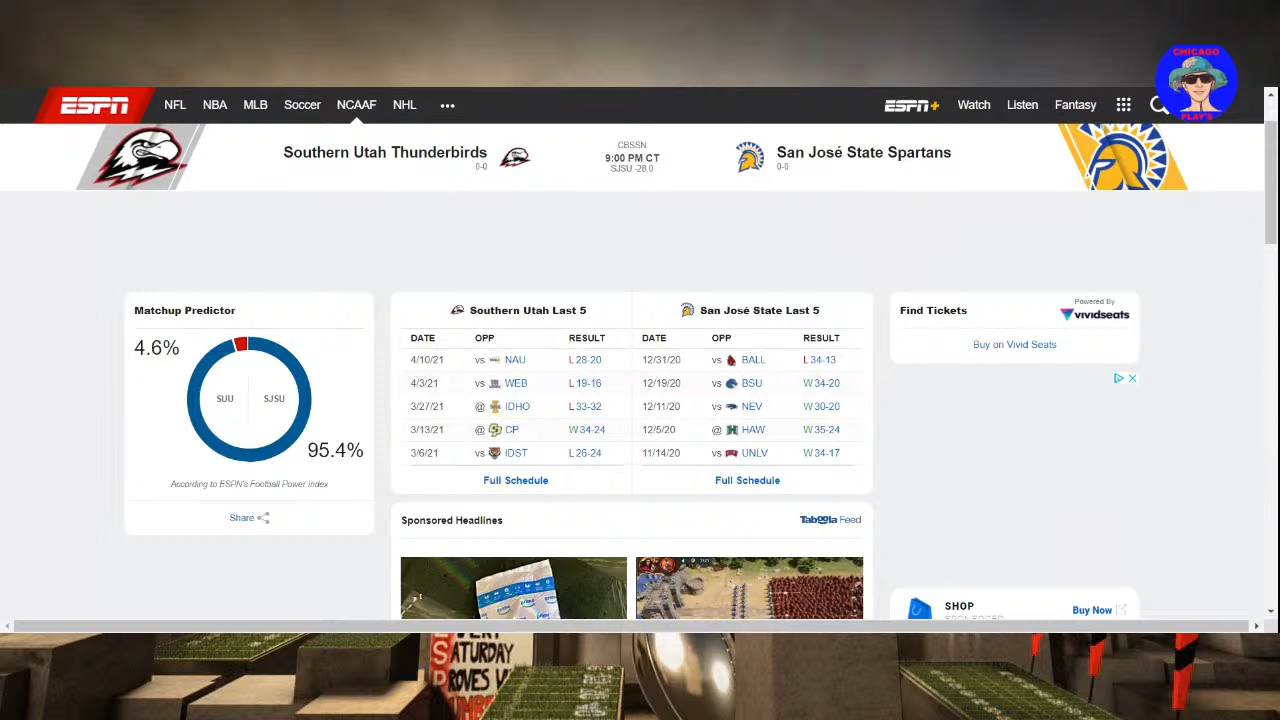 CHICAGO
PLAY'S
ESPN
NFL NBA MLB Soccer NCAAF NHL •••
ESPN+ Watch Listen Fantasy
Southern Utah Thunderbirds
0-0
CBSSN
9:00 PM CT
SJSU -28.0
San José State Spartans
0-0
Matchup Predictor
4.6%
SUU SJSU
95.4%
According to ESPN's Football Power Index
Share
Southern Utah Last 5
DATE OPP RESULT
4/10/21 vs NAU L 28-20
4/3/21 vs WEB L 19-16
3/27/21 @ IDHO L 33-32
3/13/21 @ CP W 34-24
3/6/21 vs IDST L 26-24
Full Schedule
San José State Last 5
DATE OPP RESULT
12/31/20 vs BALL L 34-13
12/19/20 vs BSU W 34-20
12/11/20 vs NEV W 30-20
12/5/20 @ HAW W 35-24
11/14/20 vs UNLV W 34-17
Full Schedule
Find Tickets
Powered By
vividseats
Buy on Vivid Seats
Sponsored Headlines
Taboola Feed
SHOP
SPONSORED
Buy Now
SATURDAY
PROVES